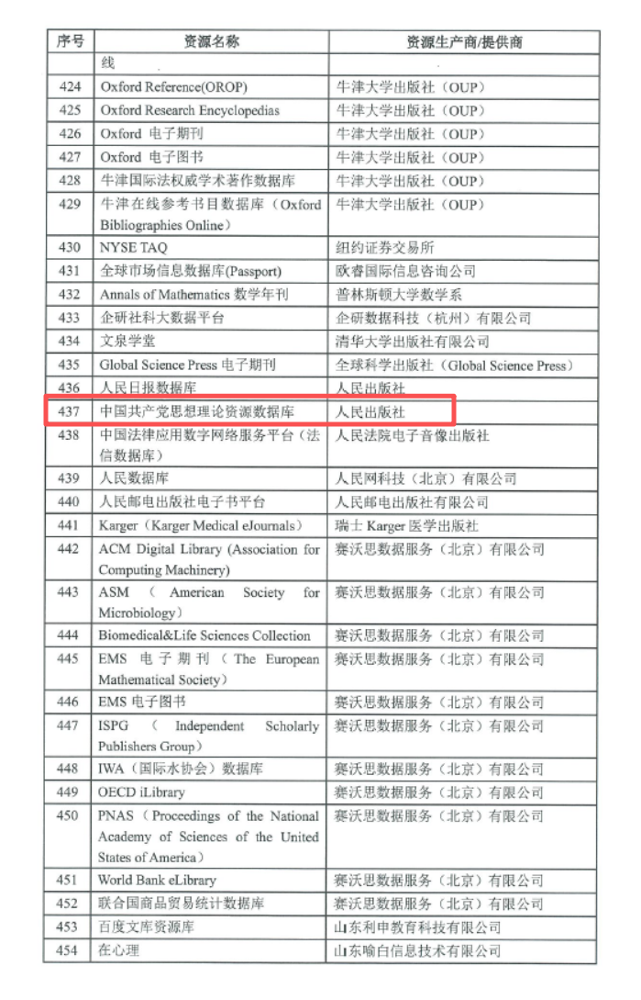 序号 资源名称 资源生产商/提供商
线
424 Oxford Reference(OROP) 牛津大学出版社（OUP）
425 Oxford Research Encyclopedias 牛津大学出版社（OUP）
426 Oxford 电子期刊 牛津大学出版社（OUP）
427 Oxford 电子图书 牛津大学出版社（OUP）
428 牛津国际法权威学术著作数据库 牛津大学出版社（OUP）
429 牛津在线参考书目数据库（Oxford 牛津大学出版社（OUP）
Bibliographies Online）
430 NYSE TAQ 纽约证券交易所
431 全球市场信息数据库(Passport) 欧睿国际信息咨询公司
432 Annals of Mathematics 数学年刊 普林斯顿大学数学系
433 企研社科大数据平台 企研数据科技（杭州）有限公司
434 文泉学堂 清华大学出版社有限公司
435 Global Science Press 电子期刊 全球科学出版社（Global Science Press）
436 人民日报数据库 人民出版社
437 中国共产党思想理论资源数据库 人民出版社
438 中国法律应用数字网络服务平台（法 人民法院电子音像出版社
信数据库）
439 人民数据库 人民网科技（北京）有限公司
440 人民邮电出版社电子书平台 人民邮电出版社有限公司
441 Karger（Karger Medical eJournals） 瑞士 Karger 医学出版社
442 ACM Digital Library (Association for 赛沃思数据服务（北京）有限公司
Computing Machinery)
443 ASM （ American Society for 赛沃思数据服务（北京）有限公司
Microbiology）
444 Biomedical&Life Sciences Collection 赛沃思数据服务（北京）有限公司
445 EMS 电子期刊（The European 赛沃思数据服务（北京）有限公司
Mathematical Society）
446 EMS 电子图书 赛沃思数据服务（北京）有限公司
447 ISPG （ Independent Scholarly 赛沃思数据服务（北京）有限公司
Publishers Group）
448 IWA（国际水协会）数据库 赛沃思数据服务（北京）有限公司
449 OECD iLibrary 赛沃思数据服务（北京）有限公司
450 PNAS（Proceedings of the National 赛沃思数据服务（北京）有限公司
Academy of Sciences of the United
States of America）
451 World Bank eLibrary 赛沃思数据服务（北京）有限公司
452 联合国商品贸易统计数据库 赛沃思数据服务（北京）有限公司
453 百度文库资源库 山东利申教育科技有限公司
454 在心理 山东喻白信息技术有限公司